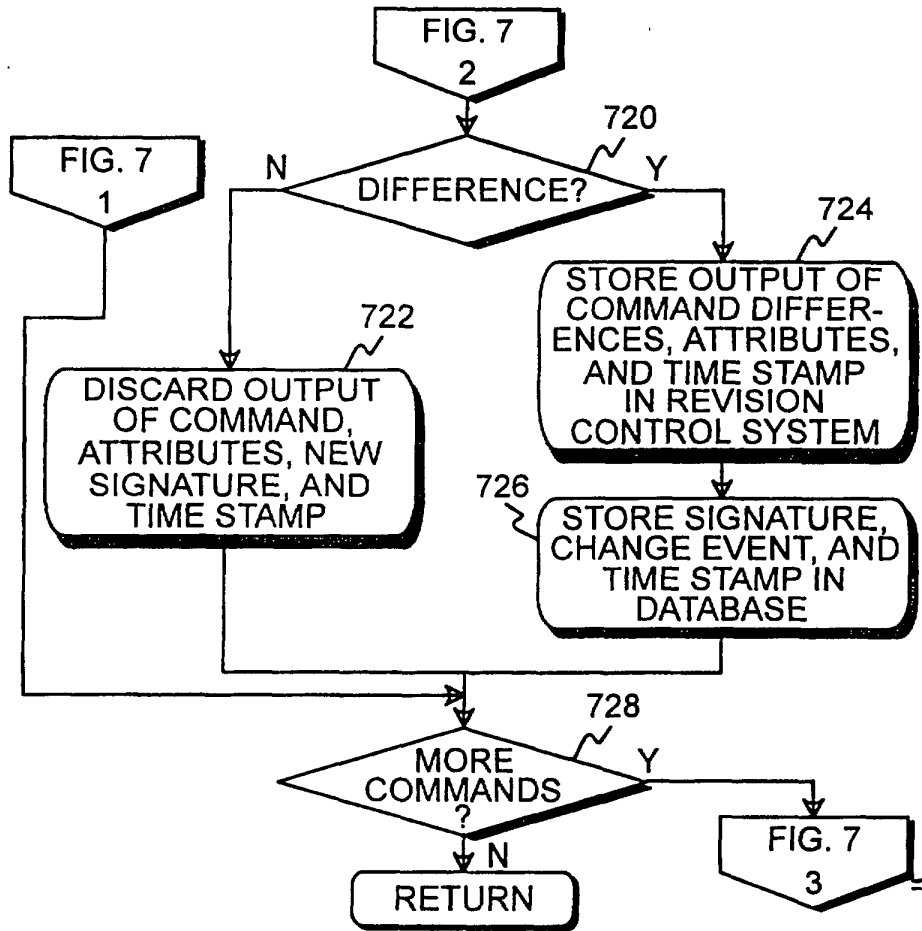 FIG. 7
2
720
N
DIFFERENCE?
Y
FIG. 7
1
724
STORE OUTPUT OF
COMMAND DIFFER-
ENCES, ATTRIBUTES,
AND TIME STAMP
IN REVISION
CONTROL SYSTEM
722
DISCARD OUTPUT
OF COMMAND,
ATTRIBUTES, NEW
SIGNATURE, AND
TIME STAMP
726
STORE SIGNATURE,
CHANGE EVENT, AND
TIME STAMP IN
DATABASE
728
MORE
COMMANDS
?
Y
N
RETURN
FIG. 7
3